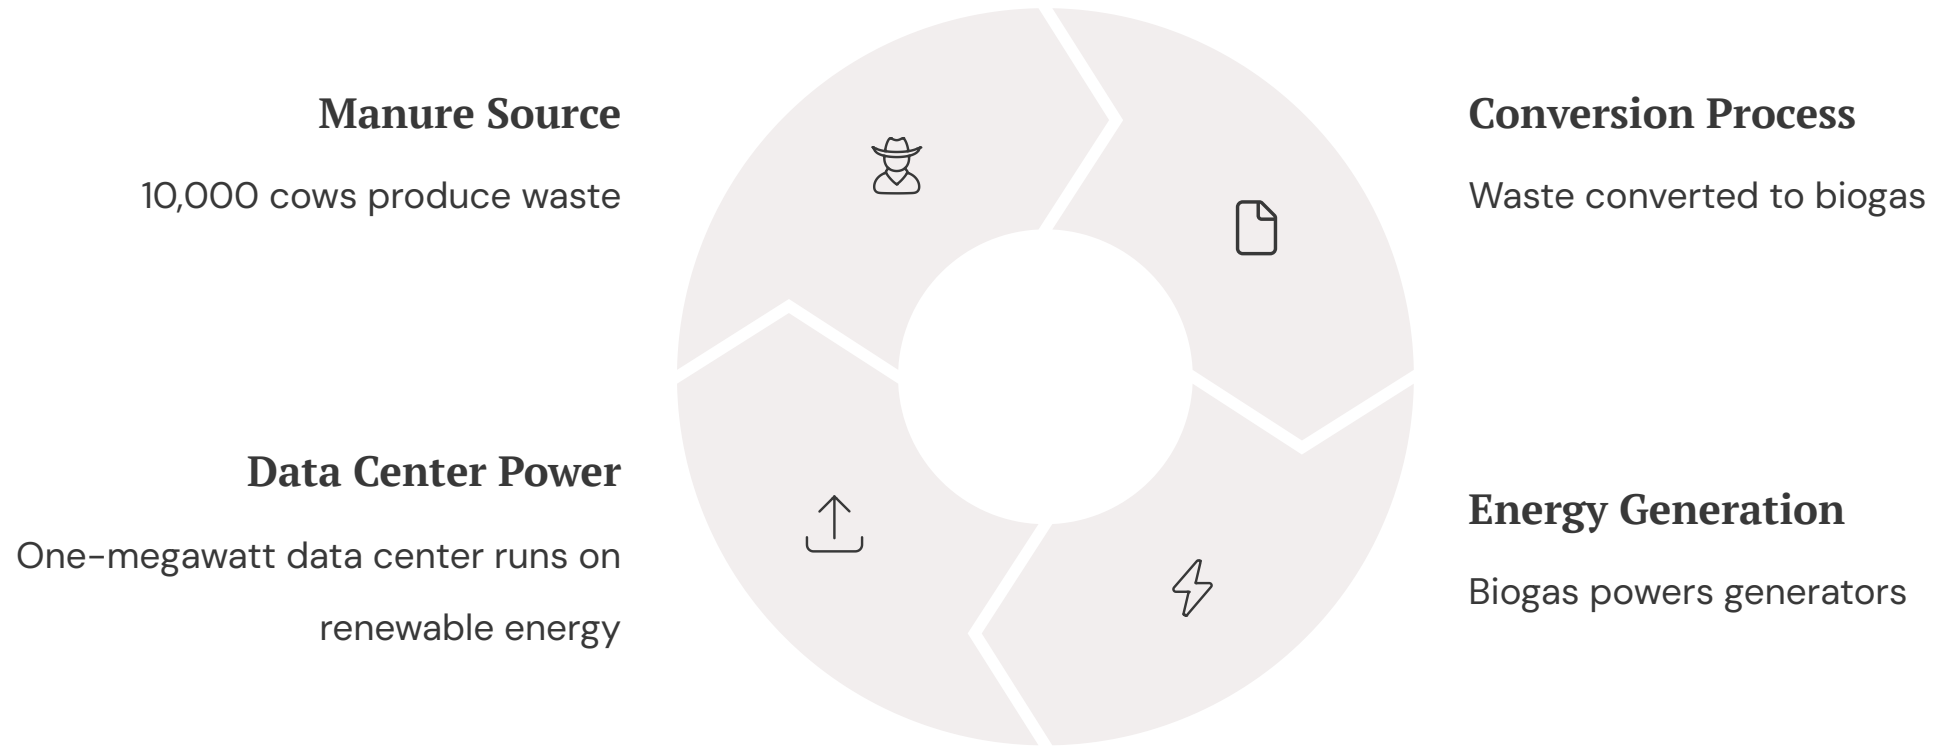 Manure Source
10,000 cows produce waste
Conversion Process
Waste converted to biogas
Energy Generation
Biogas powers generators
Data Center Power
One-megawatt data center runs on
renewable energy